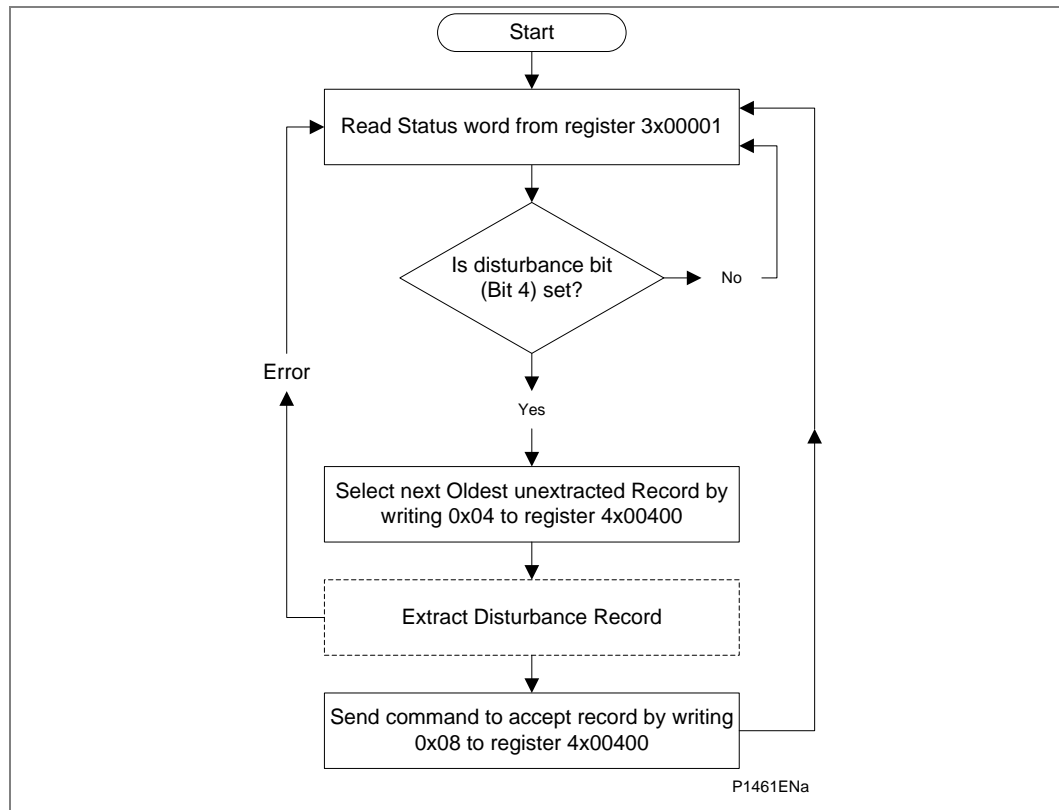 Start
Read Status word from register 3x00001
Is disturbance bit
(Bit 4) set?
No
Error
Yes
Select next Oldest unextracted Record by
writing 0x04 to register 4x00400
Extract Disturbance Record
Send command to accept record by writing
0x08 to register 4x00400
P1461ENa